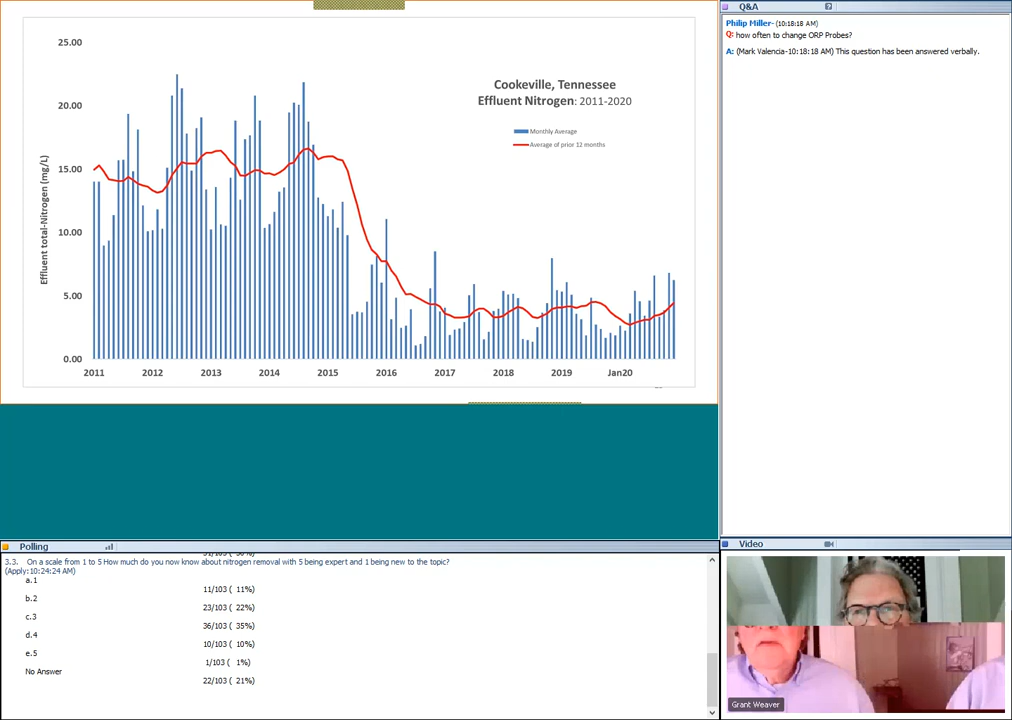 Cookeville, Tennessee
Effluent Nitrogen: 2011-2020
Monthly Average
Average of prior 12 months
Effluent total-Nitrogen (mg/L)
25.00
20.00
15.00
10.00
5.00
0.00
2011 2012 2013 2014 2015 2016 2017 2018 2019 Jan20
Q&A
Philip Miller- (10:18:18 AM)
Q: how often to change ORP Probes?
A: (Mark Valencia-10:18:18 AM) This question has been answered verbally.
Polling
3.3. On a scale from 1 to 5 How much do you now know about nitrogen removal with 5 being expert and 1 being new to the topic?
(Apply:10:24:24 AM)
a.1
11/103 ( 11%)
b.2
23/103 ( 22%)
c.3
36/103 ( 35%)
d.4
10/103 ( 10%)
e.5
1/103 ( 1%)
No Answer
22/103 ( 21%)
Video
Grant Weaver